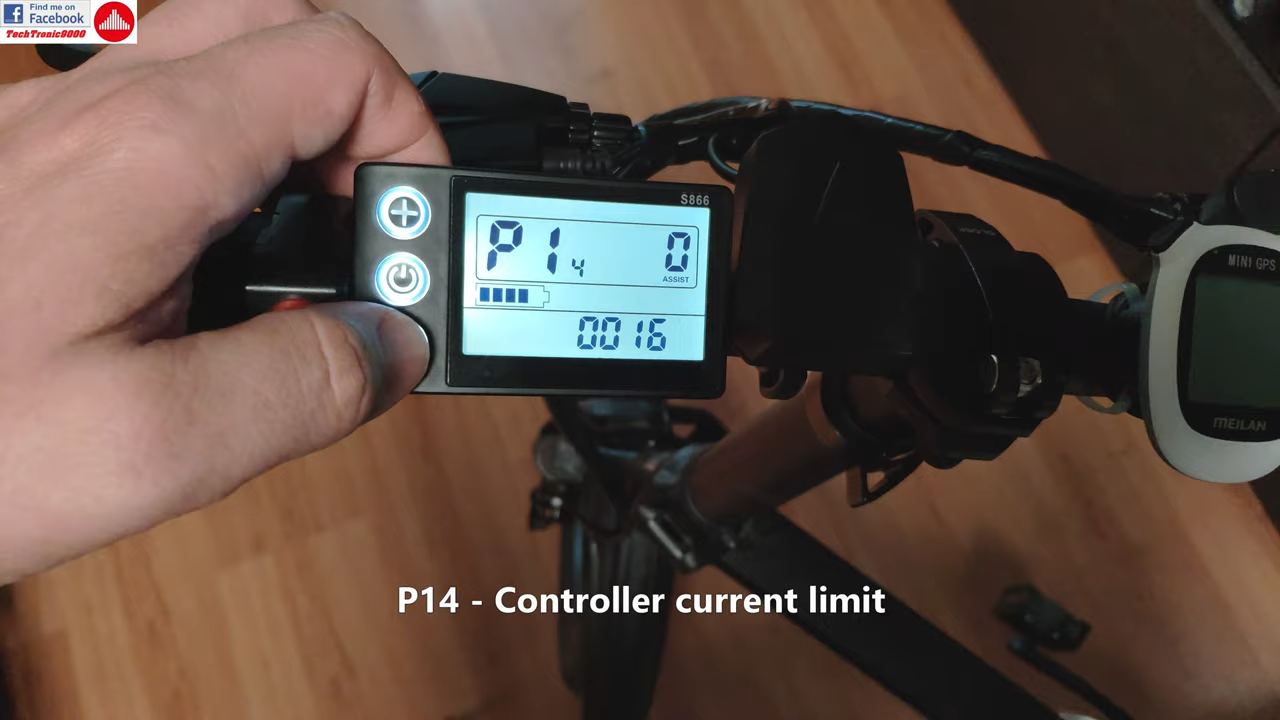 Find me on
Facebook
TechTronic9000
S866
P14 0
ASSIST
0016
MINI GPS
MEILAN
P14 - Controller current limit